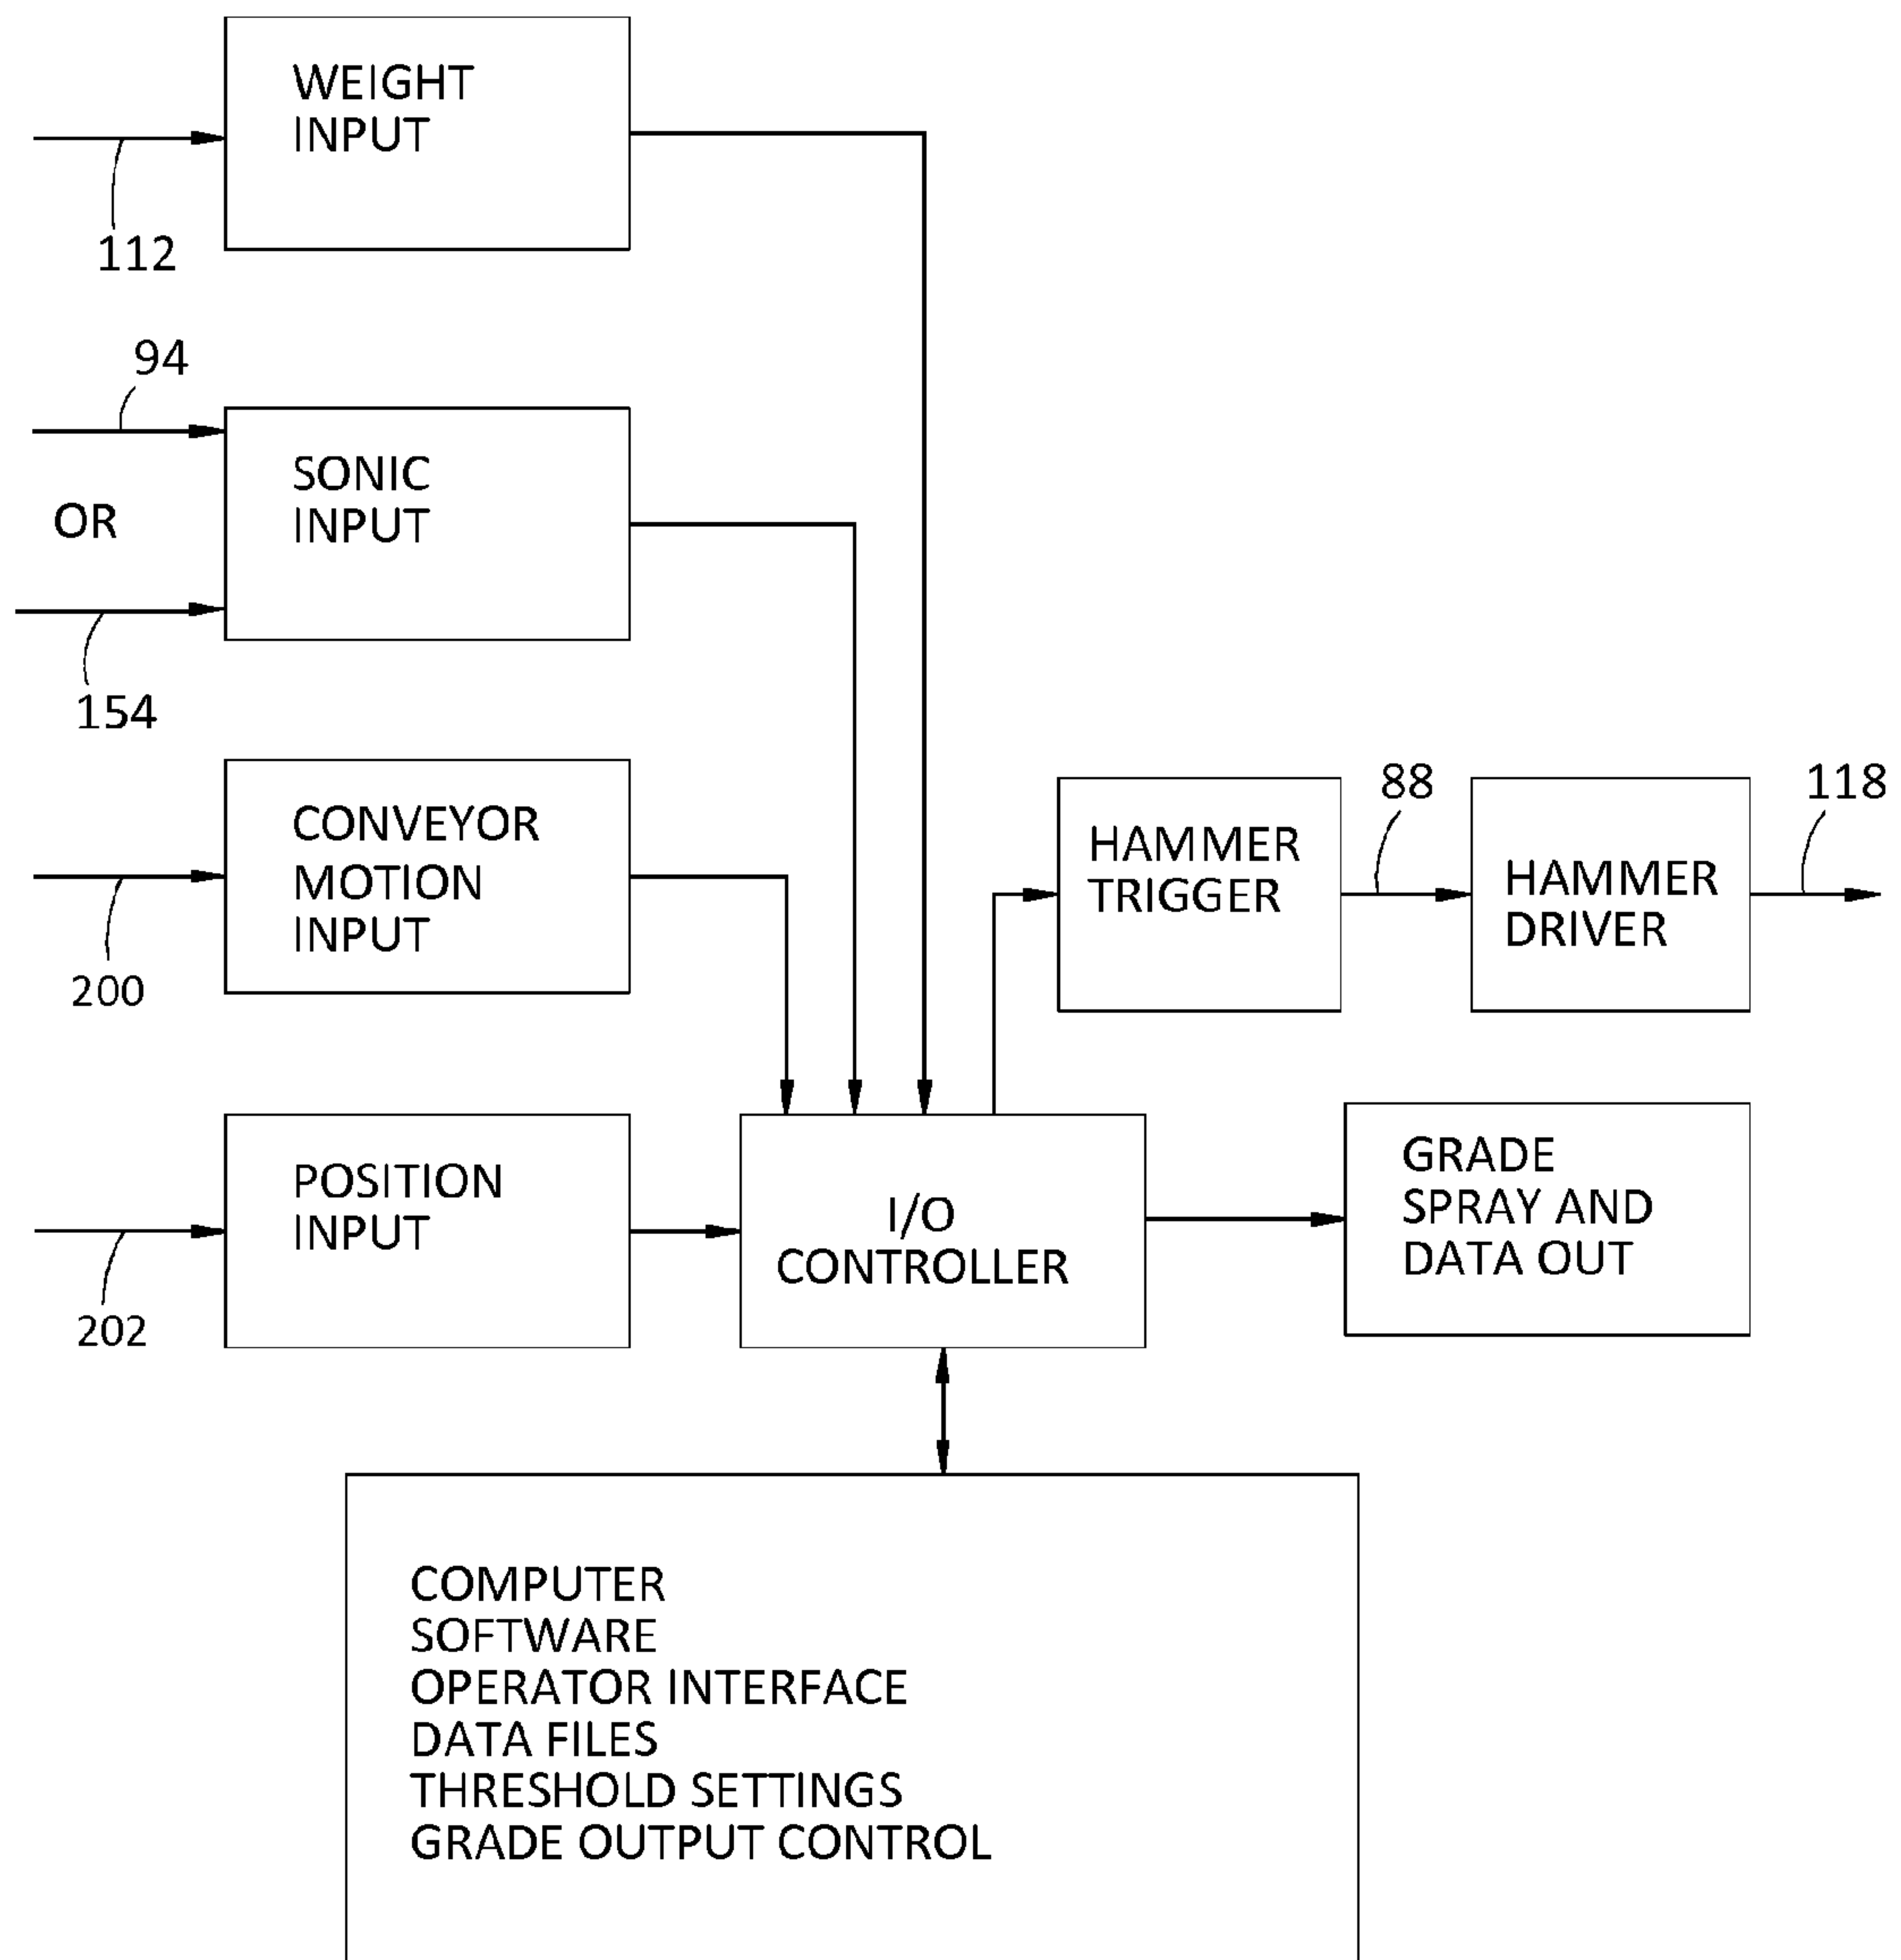 WEIGHT
INPUT
112
94
OR
154
SONIC
INPUT
CONVEYOR
MOTION
INPUT
200
HAMMER
TRIGGER
88
HAMMER
DRIVER
118
POSITION
INPUT
202
I/O
CONTROLLER
GRADE
SPRAY AND
DATA OUT
COMPUTER
SOFTWARE
OPERATOR INTERFACE
DATA FILES
THRESHOLD SETTINGS
GRADE OUTPUT CONTROL